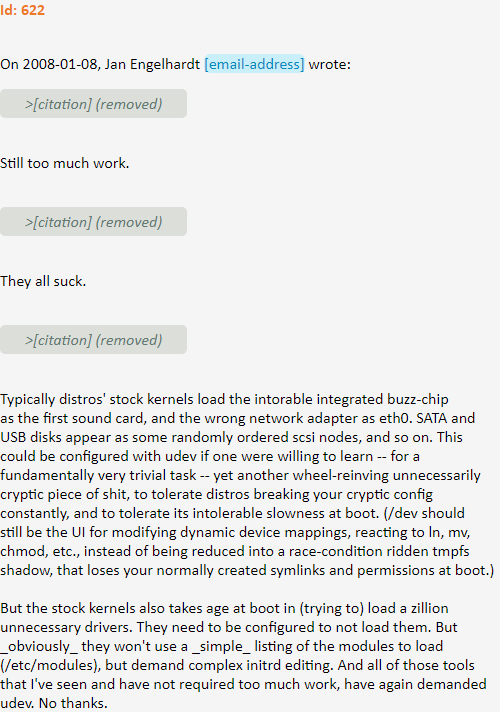 Id: 622
On 2008-01-08, Jan Engelhardt [email-address] wrote:
>[citation] (removed)
Still too much work.
>[citation] (removed)
They all suck.
>[citation] (removed)
Typically distros' stock kernels load the intorable integrated buzz-chip
as the first sound card, and the wrong network adapter as eth0. SATA and
USB disks appear as some randomly ordered scsi nodes, and so on. This
could be configured with udev if one were willing to learn -- for a
fundamentally very trivial task -- yet another wheel-reinving unnecessarily
cryptic piece of shit, to tolerate distros breaking your cryptic config
constantly, and to tolerate its intolerable slowness at boot. (/dev should
still be the UI for modifying dynamic device mappings, reacting to ln, mv,
chmod, etc., instead of being reduced into a race-condition ridden tmpfs
shadow, that loses your normally created symlinks and permissions at boot.)
But the stock kernels also takes age at boot in (trying to) load a zillion
unnecessary drivers. They need to be configured to not load them. But
_obviously_ they won't use a _simple_ listing of the modules to load
(/etc/modules), but demand complex initrd editing. And all of those tools
that I've seen and have not required too much work, have again demanded
udev. No thanks.